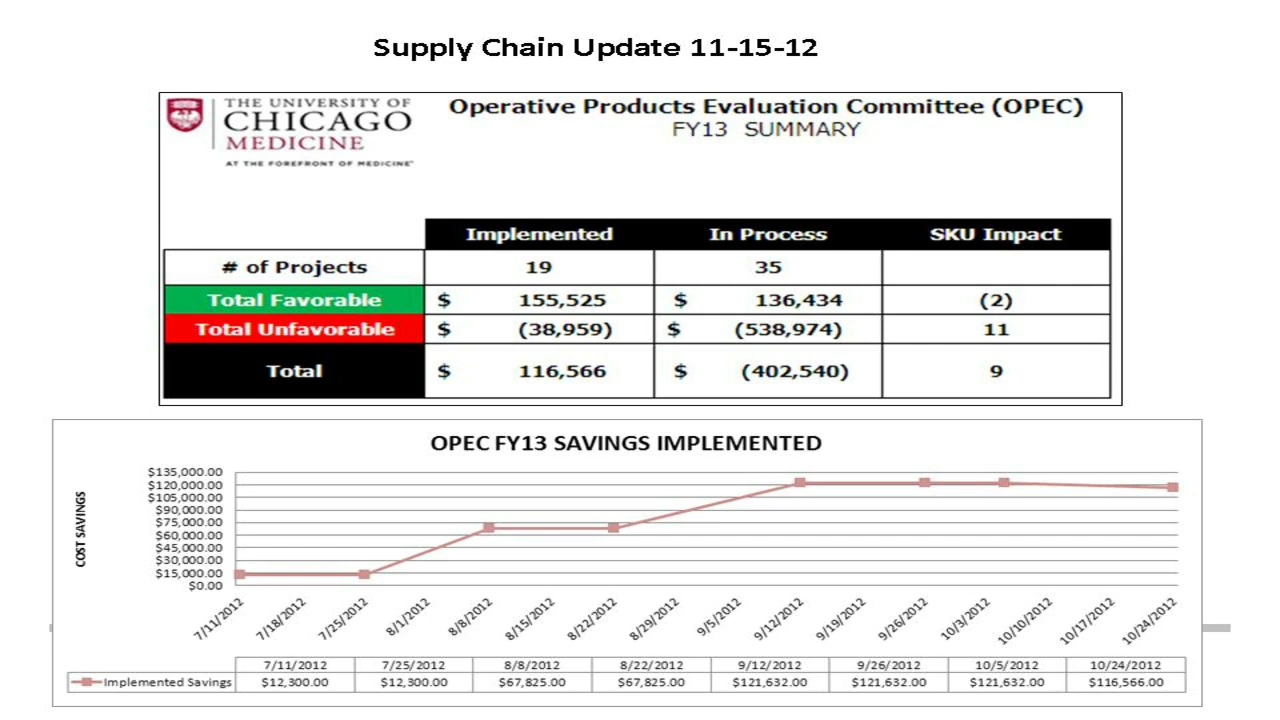 Supply Chain Update 11-15-12
THE UNIVERSITY OF
CHICAGO
MEDICINE
AT THE FOREFRONT OF MEDICINE®
Operative Products Evaluation Committee (OPEC)
FY13 SUMMARY
Implemented In Process SKU Impact
# of Projects 19 35
Total Favorable $ 155,525 $ 136,434 (2)
Total Unfavorable $ (38,959) $ (538,974) 11
Total $ 116,566 $ (402,540) 9
OPEC FY13 SAVINGS IMPLEMENTED
COST SAVINGS
$135,000.00
$120,000.00
$105,000.00
$90,000.00
$75,000.00
$60,000.00
$45,000.00
$30,000.00
$15,000.00
$0.00
7/11/2012 7/18/2012 7/25/2012 8/1/2012 8/8/2012 8/15/2012 8/22/2012 8/29/2012 9/5/2012 9/12/2012 9/19/2012 9/26/2012 10/3/2012 10/10/2012 10/17/2012 10/24/2012
7/11/2012 7/25/2012 8/8/2012 8/22/2012 9/12/2012 9/26/2012 10/5/2012 10/24/2012
Implemented Savings $12,300.00 $12,300.00 $67,825.00 $67,825.00 $121,632.00 $121,632.00 $121,632.00 $116,566.00